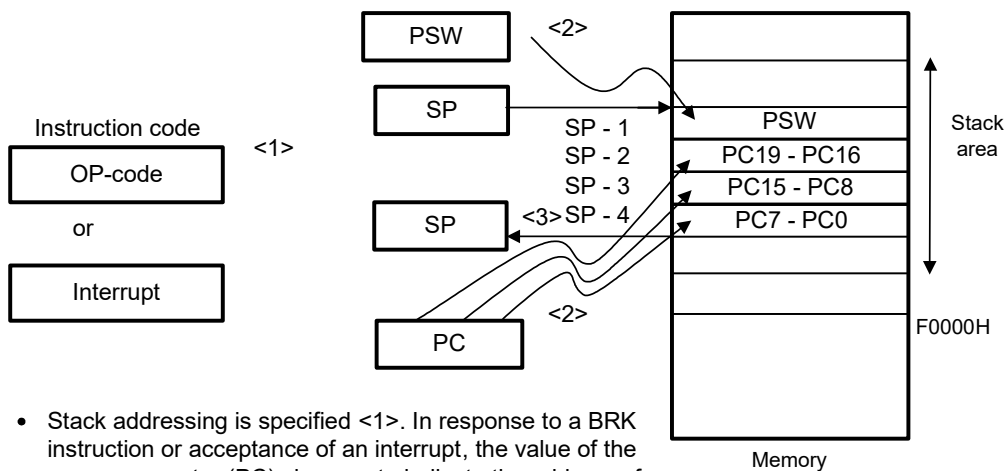 PSW
<2>
SP
SP - 1
PSW
Stack
area
Instruction code
<1>
SP - 2
PC19 - PC16
OP-code
SP - 3
PC15 - PC8
or
SP
<3>
SP - 4
PC7 - PC0
Interrupt
<2>
F0000H
PC
• Stack addressing is specified <1>. In response to a BRK
instruction or acceptance of an interrupt, the value of the
Memory